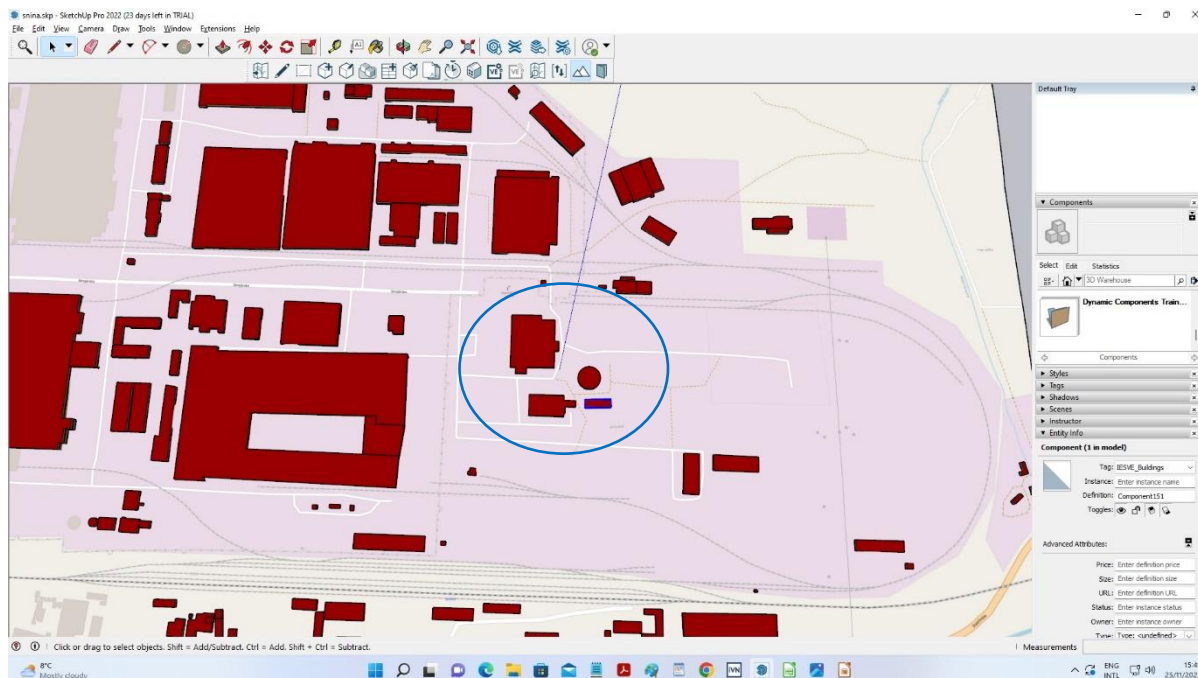 snina.skp - SketchUp Pro 2022 (23 days left in TRIAL)
File Edit View Camera Draw Tools Window Extensions Help
Default Tray
Components
Select Edit Statistics
3D Warehouse
Dynamic Components Train...
Components
Styles
Tags
Shadows
Scenes
Instructor
Entity Info
Component (1 in model)
Tag: IESVE_Buildings
Instance: Enter instance name
Definition: Component151
Toggles:
Advanced Attributes:
Price: Enter definition price
Size: Enter definition size
URL: Enter definition URL
Status: Enter instance status
Owner: Enter instance owner
Type: Type: <undefined>
Click or drag to select objects. Shift = Add/Subtract. Ctrl = Add. Shift + Ctrl = Subtract.
Measurements
8°C
Mostly cloudy
ENG
INTL